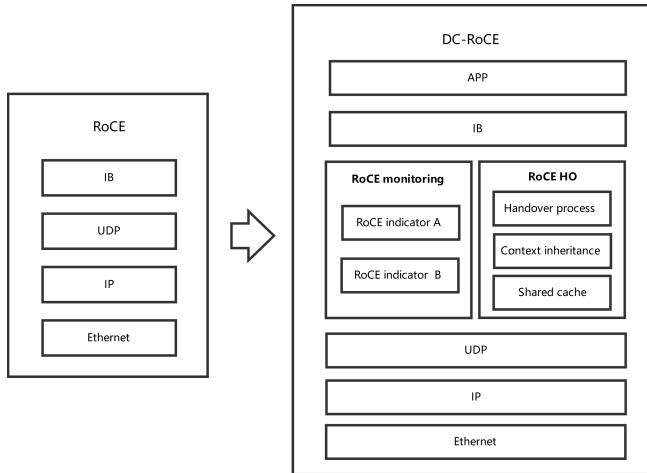 RoCE
IB
UDP
IP
Ethernet
DC-RoCE
APP
IB
RoCE monitoring
RoCE indicator A
RoCE indicator B
RoCE HO
Handover process
Context inheritance
Shared cache
UDP
IP
Ethernet